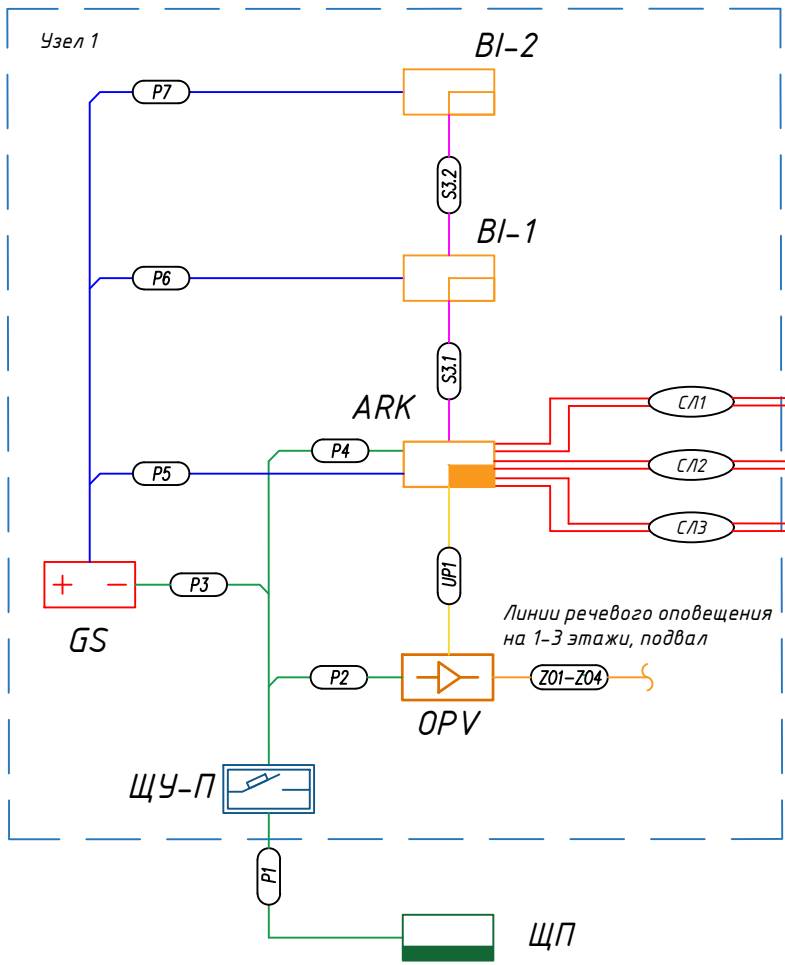 Узел 1
BI-2
P7
S3.2
BI-1
P6
S3.1
ARK
СЛ1
P4
СЛ2
P5
СЛ3
+ -
P3
UP1
GS
Линии речевого оповещения
на 1-3 этажи, подвал
P2
Z01-Z04
OPV
ЩУ-П
P1
ЩП